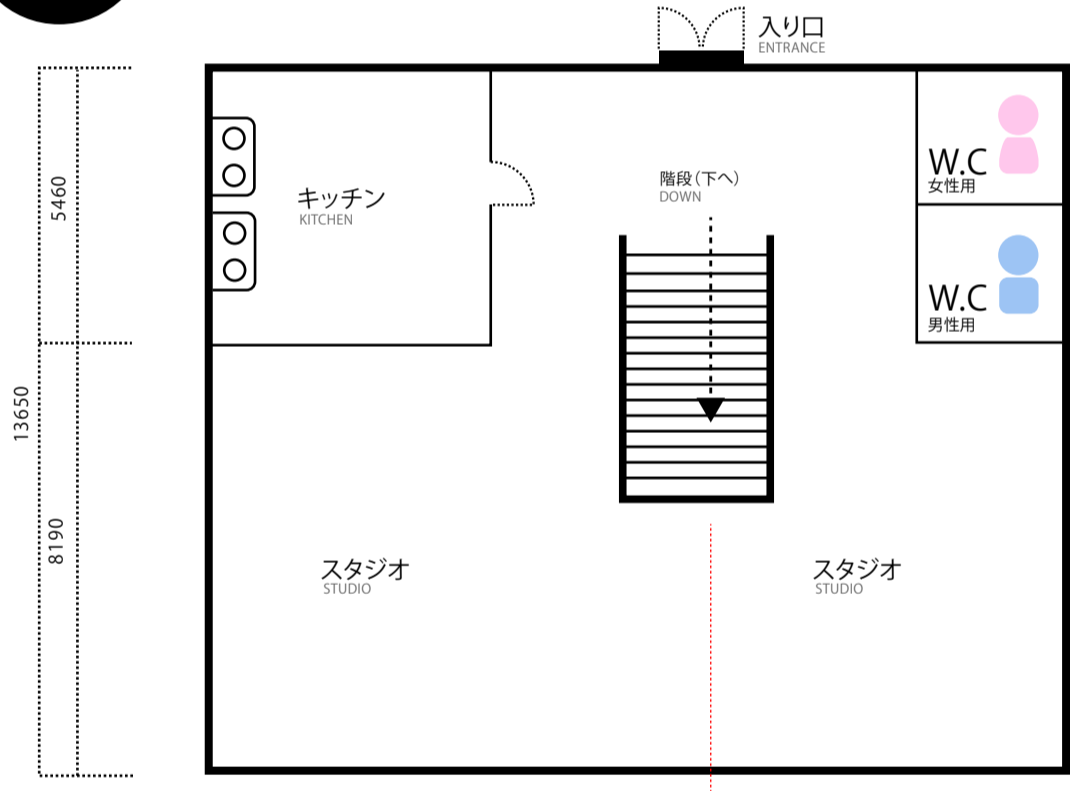 入り口
ENTRANCE
5460
13650
8190
キッチン
KITCHEN
階段(下へ)
DOWN
W.C
女性用
W.C
男性用
スタジオ
STUDIO
スタジオ
STUDIO